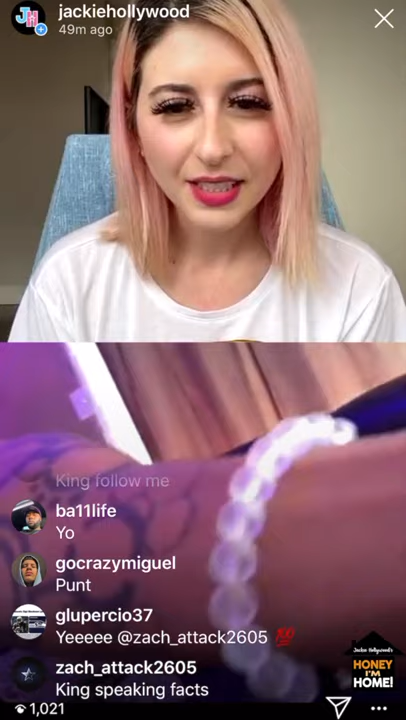 jackiehollywood
49m ago
King follow me
ba11life
Yo
gocrazymiguel
Punt
glupercio37
Yeeeee @zach_attack2605 💯
zach_attack2605
King speaking facts
Jackie Hollywood's
HONEY
I'M
HOME!
1,021